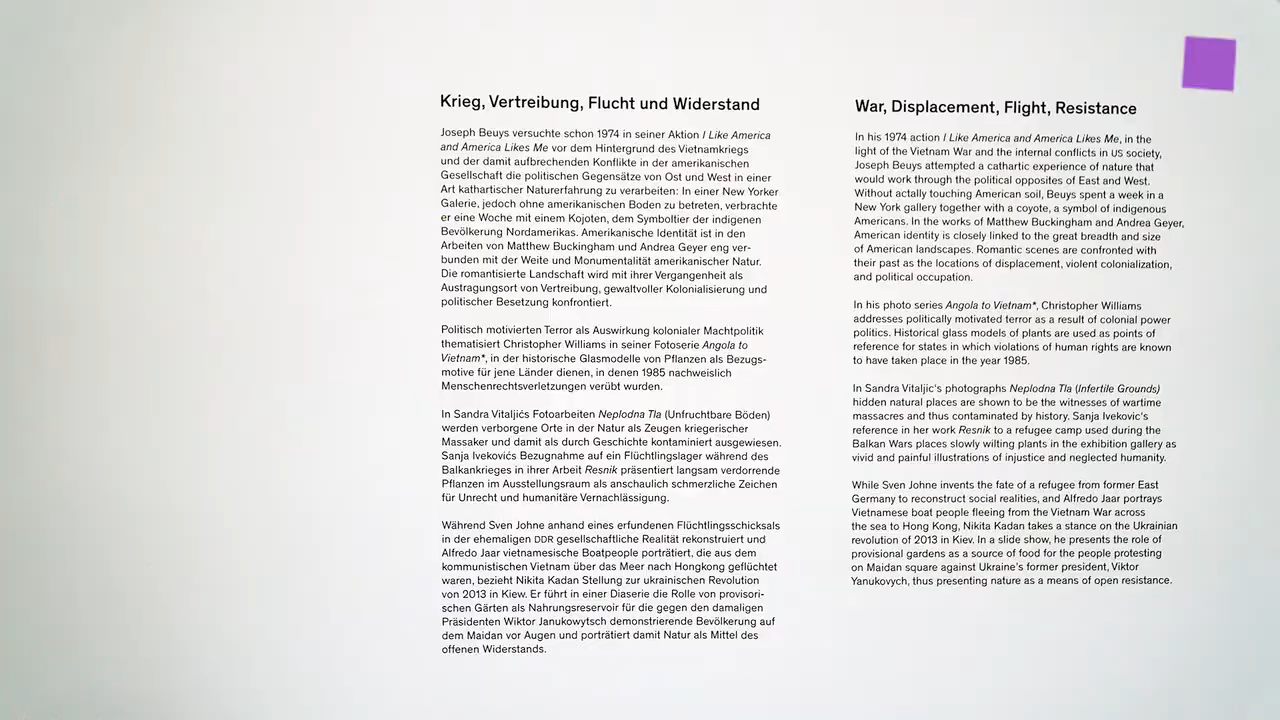 Krieg, Vertreibung, Flucht und Widerstand
Joseph Beuys versuchte schon 1974 in seiner Aktion I Like America
and America Likes Me vor dem Hintergrund des Vietnamkriegs
und der damit aufbrechenden Konflikte in der amerikanischen
Gesellschaft die politischen Gegensätze von Ost und West in einer
Art kathartischer Naturerfahrung zu verarbeiten: In einer New Yorker
Galerie, jedoch ohne amerikanischen Boden zu betreten, verbrachte
er eine Woche mit einem Kojoten, dem Symboltier der indigenen
Bevölkerung Nordamerikas. Amerikanische Identität ist in den
Arbeiten von Matthew Buckingham und Andrea Geyer eng ver-
bunden mit der Weite und Monumentalität amerikanischer Natur.
Die romantisierte Landschaft wird mit ihrer Vergangenheit als
Austragungsort von Vertreibung, gewaltvoller Kolonialisierung und
politischer Besetzung konfrontiert.
Politisch motivierten Terror als Auswirkung kolonialer Machtpolitik
thematisiert Christopher Williams in seiner Fotoserie Angola to
Vietnam*, in der historische Glasmodelle von Pflanzen als Bezugs-
motive für jene Länder dienen, in denen 1985 nachweislich
Menschenrechtsverletzungen verübt wurden.
In Sandra Vitaljićs Fotoarbeiten Neplodna Tla (Unfruchtbare Böden)
werden verborgene Orte in der Natur als Zeugen kriegerischer
Massaker und damit als durch Geschichte kontaminiert ausgewiesen.
Sanja Ivekovićs Bezugnahme auf ein Flüchtlingslager während des
Balkankrieges in ihrer Arbeit Resnik präsentiert langsam verdorrende
Pflanzen im Ausstellungsraum als anschaulich schmerzliche Zeichen
für Unrecht und humanitäre Vernachlässigung.
Während Sven Johne anhand eines erfundenen Flüchtlingsschicksals
in der ehemaligen DDR gesellschaftliche Realität rekonstruiert und
Alfredo Jaar vietnamesische Boatpeople porträtiert, die aus dem
kommunistischen Vietnam über das Meer nach Hongkong geflüchtet
waren, bezieht Nikita Kadan Stellung zur ukrainischen Revolution
von 2013 in Kiew. Er führt in einer Diaserie die Rolle von provisori-
schen Gärten als Nahrungsreservoir für die gegen den damaligen
Präsidenten Wiktor Janukowytsch demonstrierende Bevölkerung auf
dem Maidan vor Augen und porträtiert damit Natur als Mittel des
offenen Widerstands.
War, Displacement, Flight, Resistance
In his 1974 action I Like America and America Likes Me, in the
light of the Vietnam War and the internal conflicts in US society,
Joseph Beuys attempted a cathartic experience of nature that
would work through the political opposites of East and West.
Without actally touching American soil, Beuys spent a week in a
New York gallery together with a coyote, a symbol of indigenous
Americans. In the works of Matthew Buckingham and Andrea Geyer,
American identity is closely linked to the great breadth and size
of American landscapes. Romantic scenes are confronted with
their past as the locations of displacement, violent colonialization,
and political occupation.
In his photo series Angola to Vietnam*, Christopher Williams
addresses politically motivated terror as a result of colonial power
politics. Historical glass models of plants are used as points of
reference for states in which violations of human rights are known
to have taken place in the year 1985.
In Sandra Vitaljic's photographs Neplodna Tla (Infertile Grounds)
hidden natural places are shown to be the witnesses of wartime
massacres and thus contaminated by history. Sanja Ivekovic's
reference in her work Resnik to a refugee camp used during the
Balkan Wars places slowly wilting plants in the exhibition gallery as
vivid and painful illustrations of injustice and neglected humanity.
While Sven Johne invents the fate of a refugee from former East
Germany to reconstruct social realities, and Alfredo Jaar portrays
Vietnamese boat people fleeing from the Vietnam War across
the sea to Hong Kong, Nikita Kadan takes a stance on the Ukrainian
revolution of 2013 in Kiev. In a slide show, he presents the role of
provisional gardens as a source of food for the people protesting
on Maidan square against Ukraine's former president, Viktor
Yanukovych, thus presenting nature as a means of open resistance.